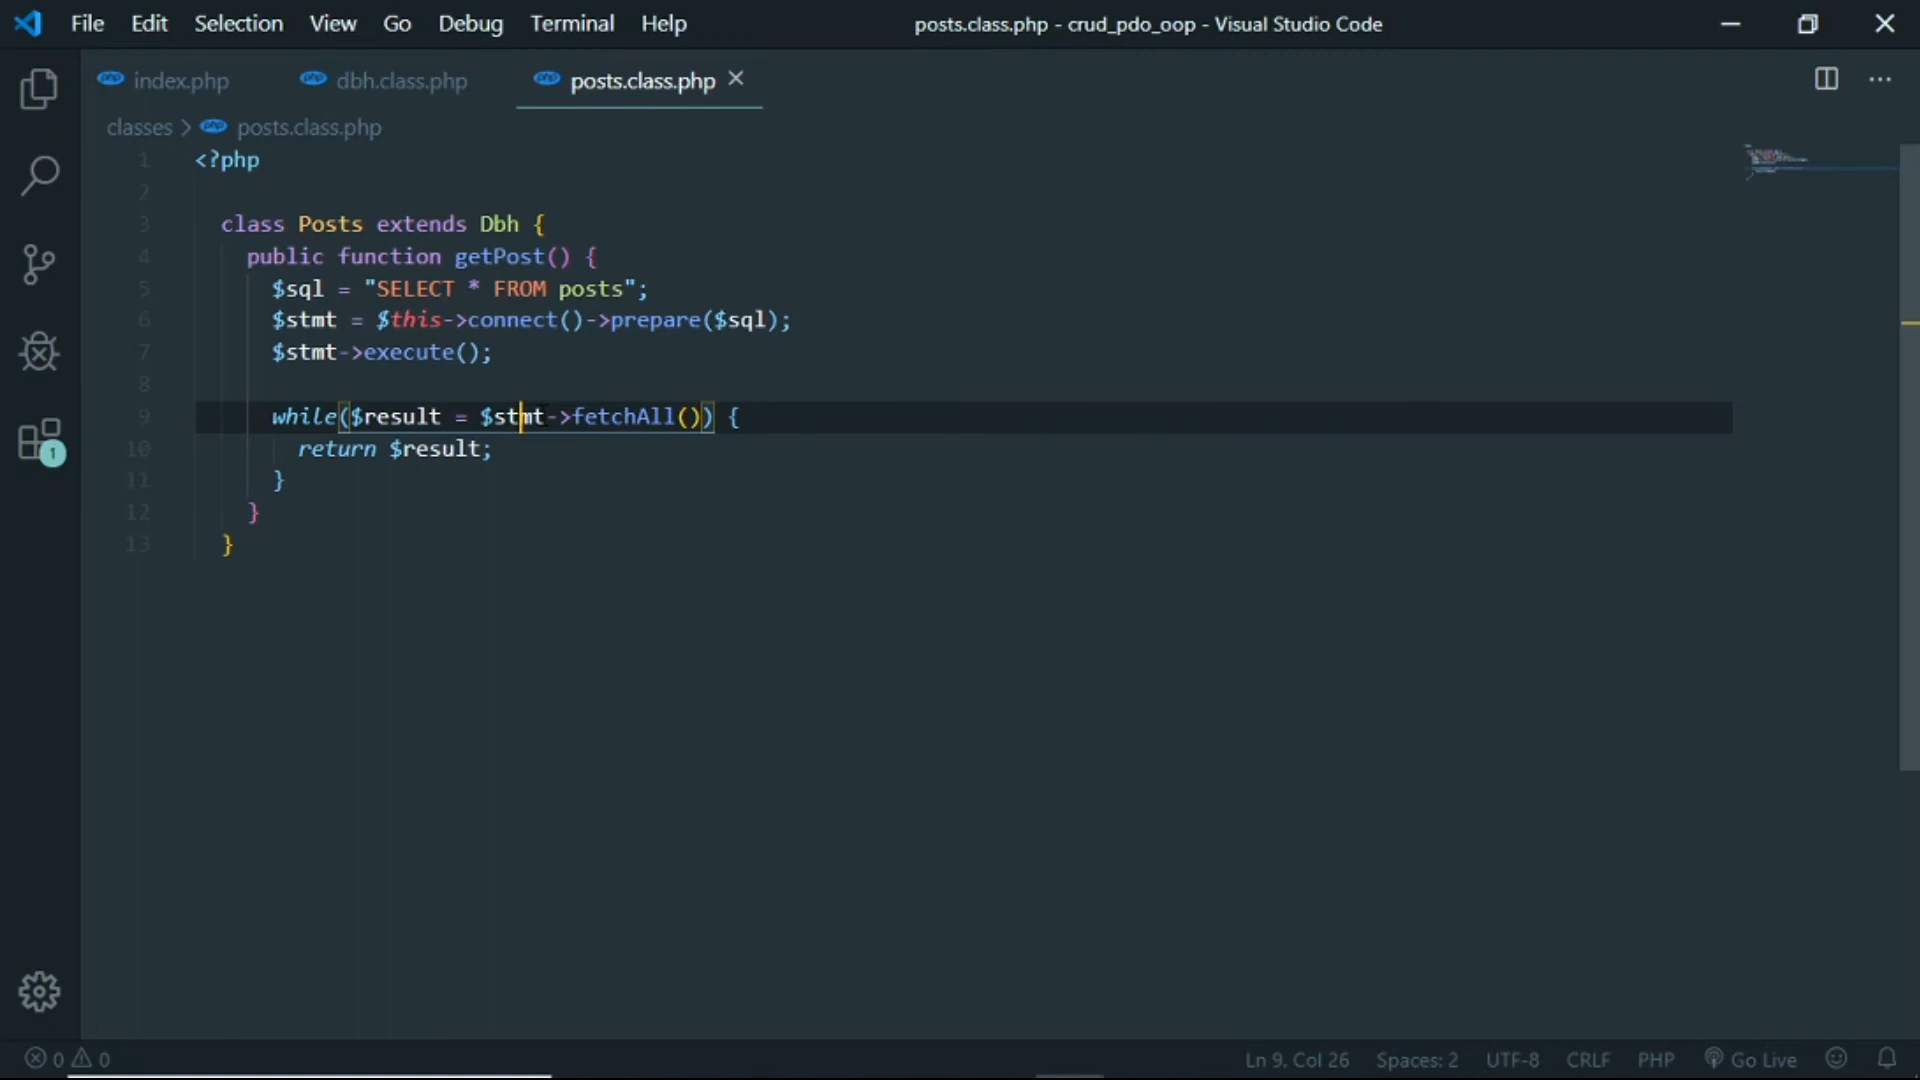 File Edit Selection View Go Debug Terminal Help posts.class.php - crud_pdo_oop - Visual Studio Code
index.php dbh.class.php posts.class.php
classes > posts.class.php
1 <?php
2
3 class Posts extends Dbh {
4 public function getPost() {
5 $sql = "SELECT * FROM posts";
6 $stmt = $this->connect()->prepare($sql);
7 $stmt->execute();
8
9 while($result = $stmt->fetchAll()) {
10 return $result;
11 }
12 }
13 }
1
0 0 Ln 9, Col 26 Spaces: 2 UTF-8 CRLF PHP Go Live